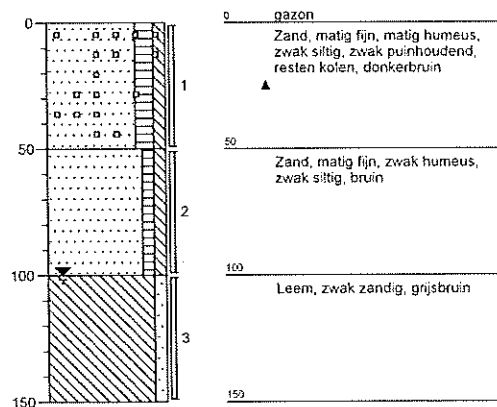 0
0 gazon
Zand, matig fijn, matig humeus,
zwak siltig, zwak puinhoudend,
resten kolen, donkerbruin
1
50
50
Zand, matig fijn, zwak humeus,
zwak siltig, bruin
2
100
100
Leem, zwak zandig, grijsbruin
3
150
150